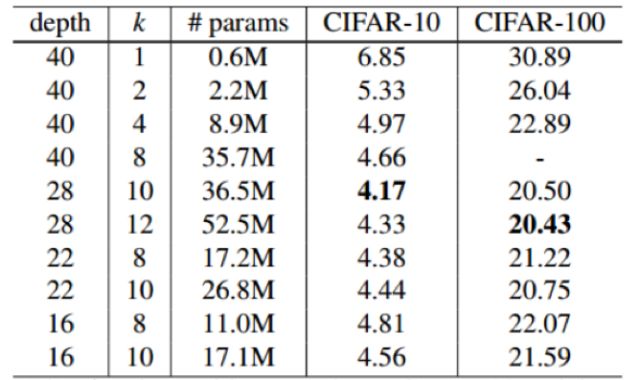 depth k # params CIFAR-10 CIFAR-100
40 1 0.6M 6.85 30.89
40 2 2.2M 5.33 26.04
40 4 8.9M 4.97 22.89
40 8 35.7M 4.66 -
28 10 36.5M 4.17 20.50
28 12 52.5M 4.33 20.43
22 8 17.2M 4.38 21.22
22 10 26.8M 4.44 20.75
16 8 11.0M 4.81 22.07
16 10 17.1M 4.56 21.59